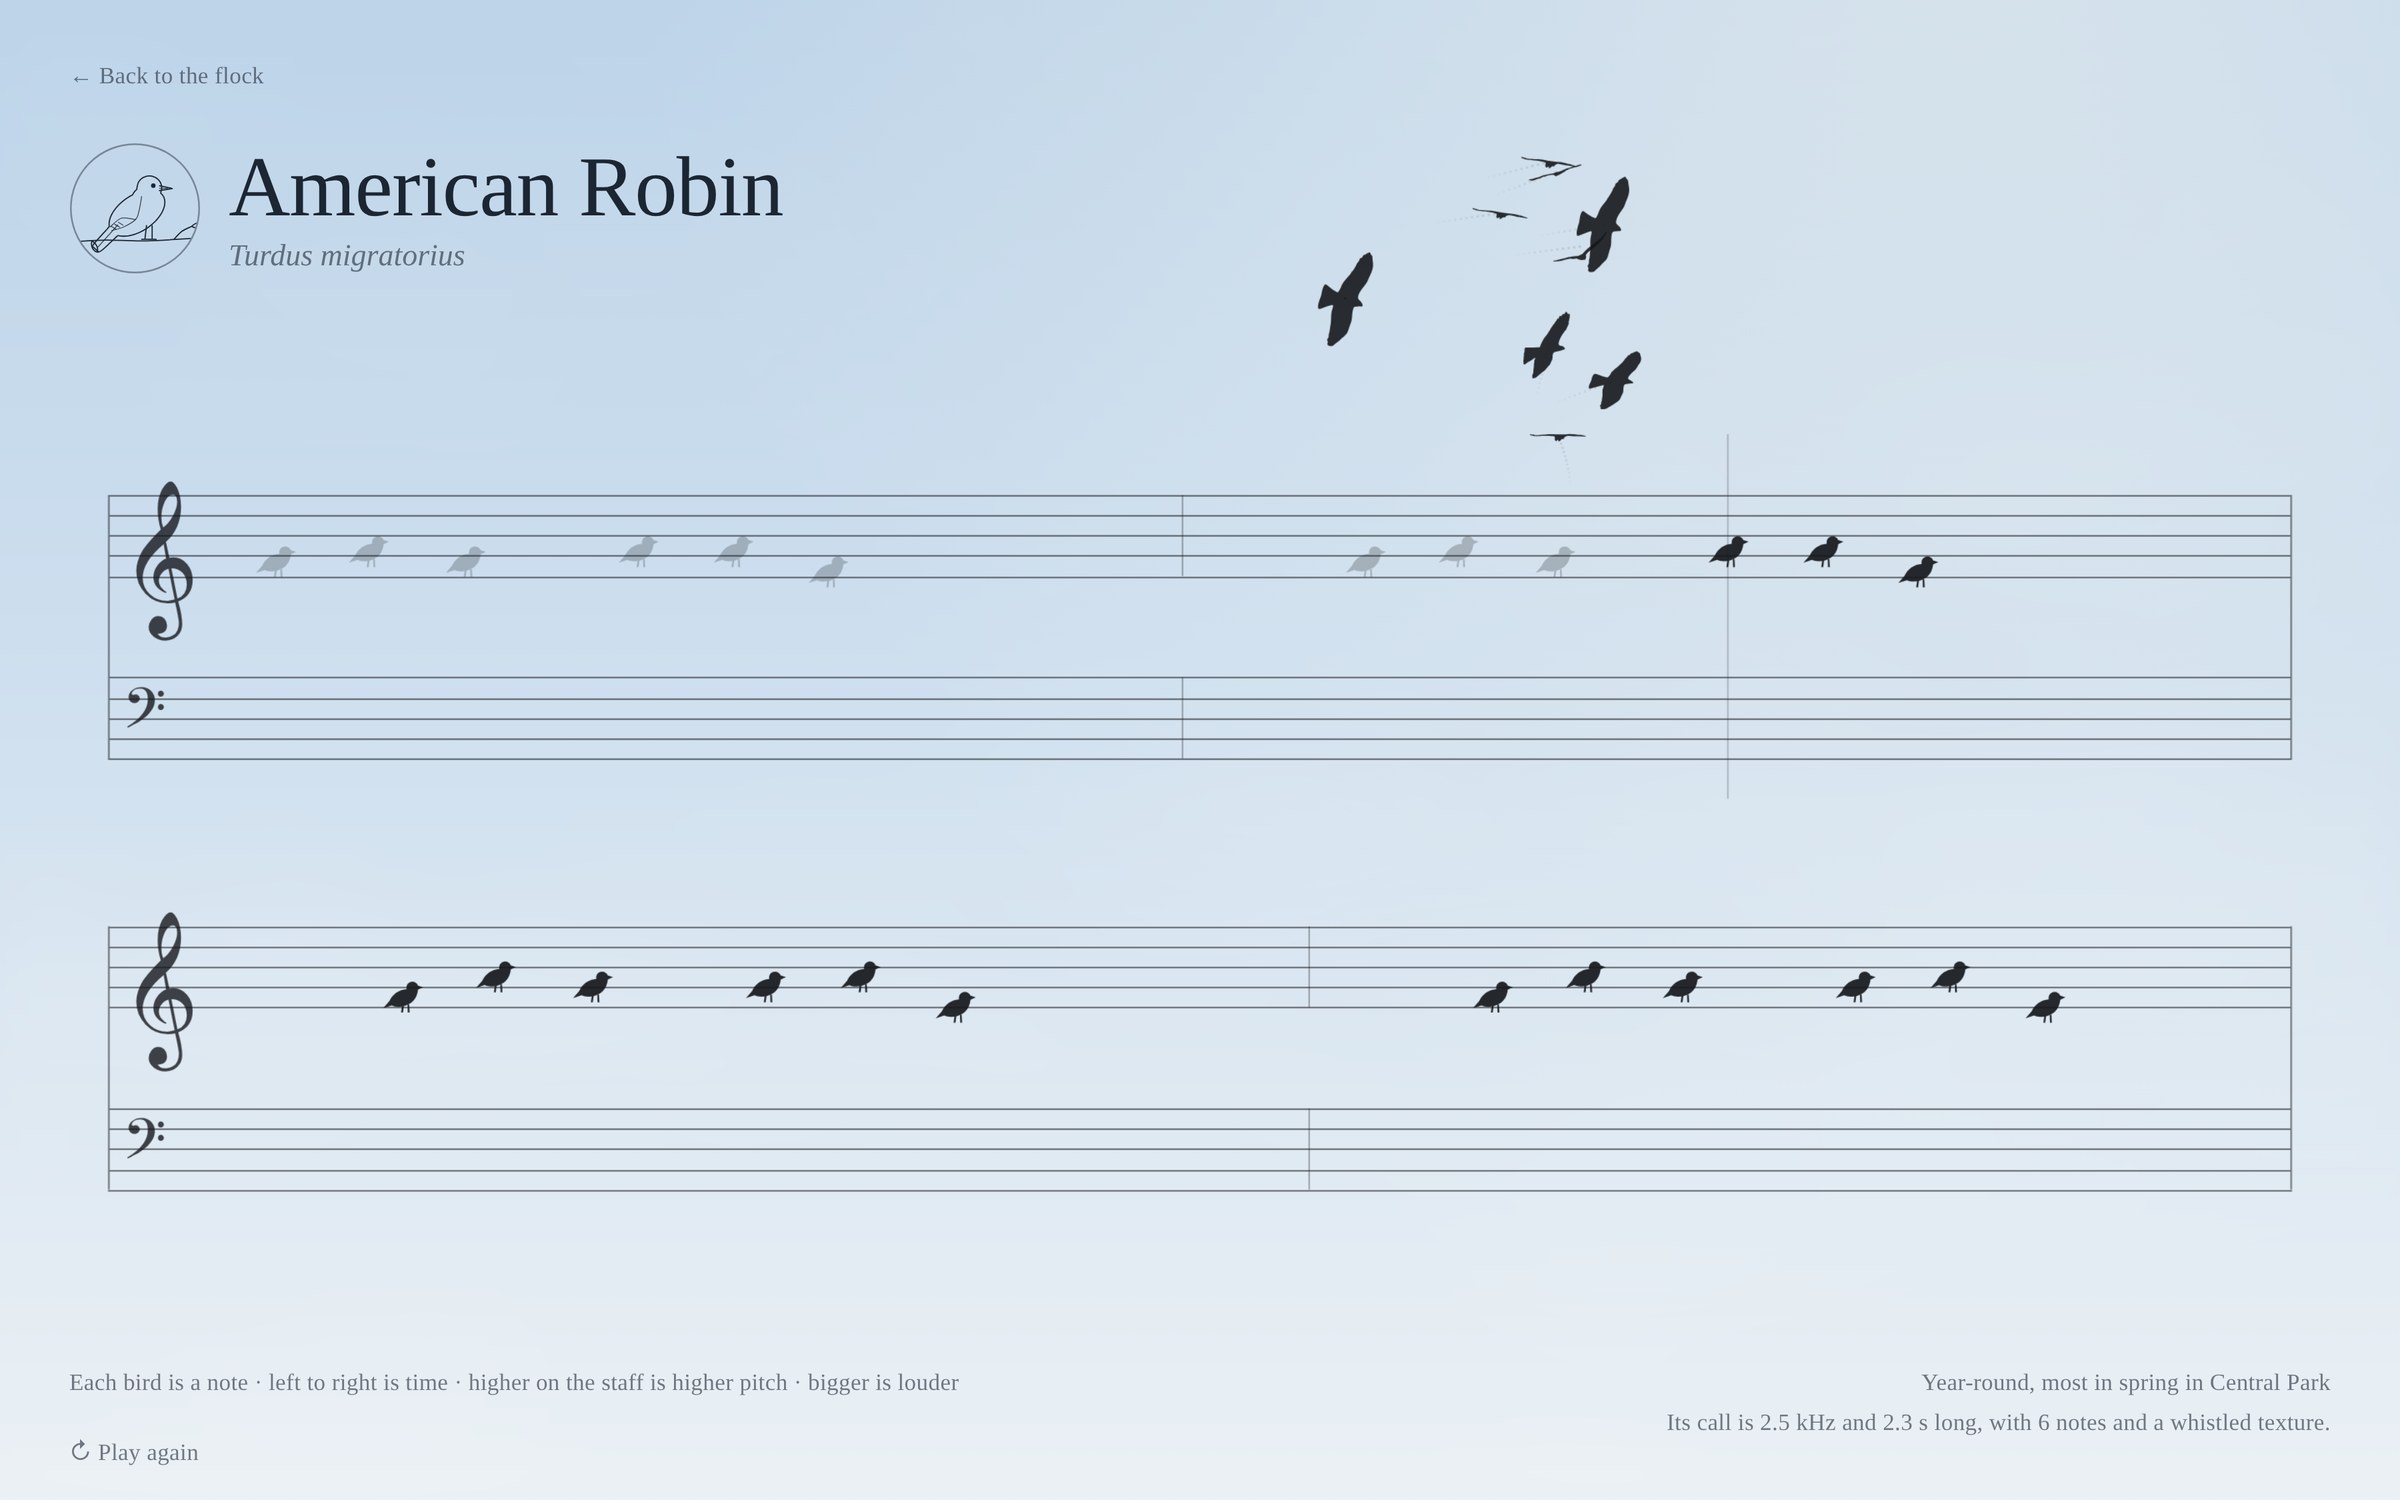 ← Back to the flock
American Robin
Turdus migratorius
Each bird is a note · left to right is time · higher on the staff is higher pitch · bigger is louder
Year-round, most in spring in Central Park
Its call is 2.5 kHz and 2.3 s long, with 6 notes and a whistled texture.
↻ Play again